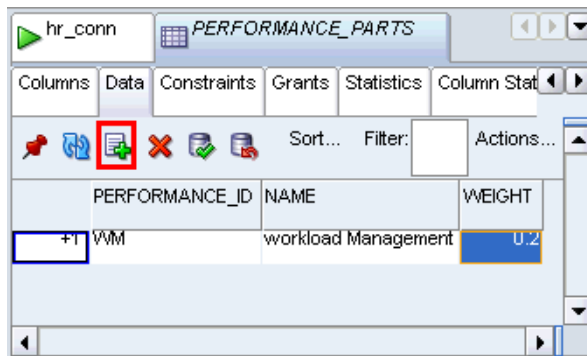 hr_conn PERFORMANCE_PARTS
Columns Data Constraints Grants Statistics Column Stat
Sort... Filter: Actions...
PERFORMANCE_ID NAME WEIGHT
+1 WM workload Management 0.2